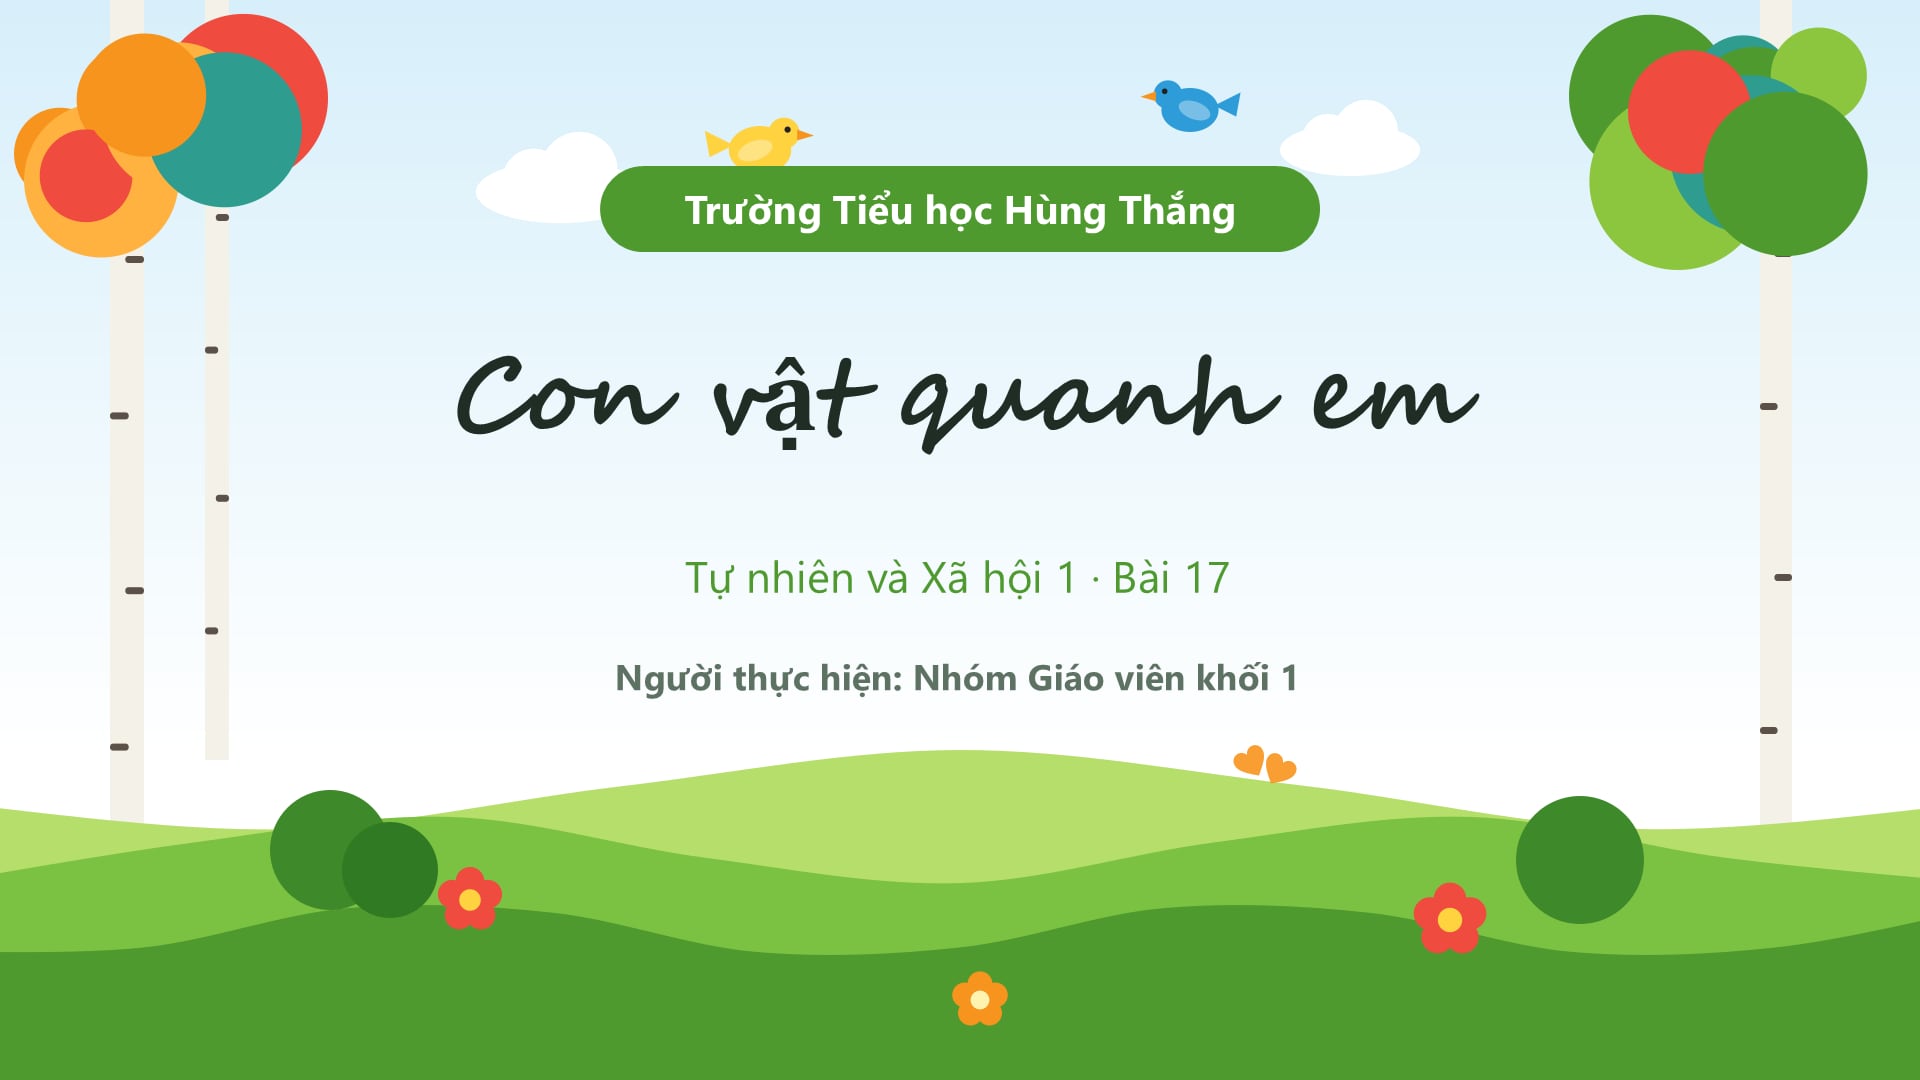 Trường Tiểu học Hùng Thắng
Con vật quanh em
Tự nhiên và Xã hội 1 · Bài 17
Người thực hiện: Nhóm Giáo viên khối 1